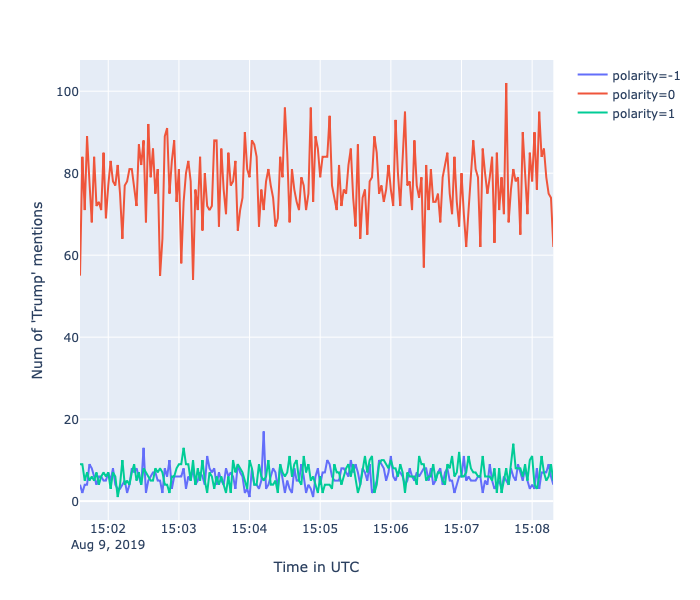 polarity=-1
polarity=0
polarity=1
100
80
60
40
20
0
Num of 'Trump' mentions
15:02 15:03 15:04 15:05 15:06 15:07 15:08
Aug 9, 2019
Time in UTC